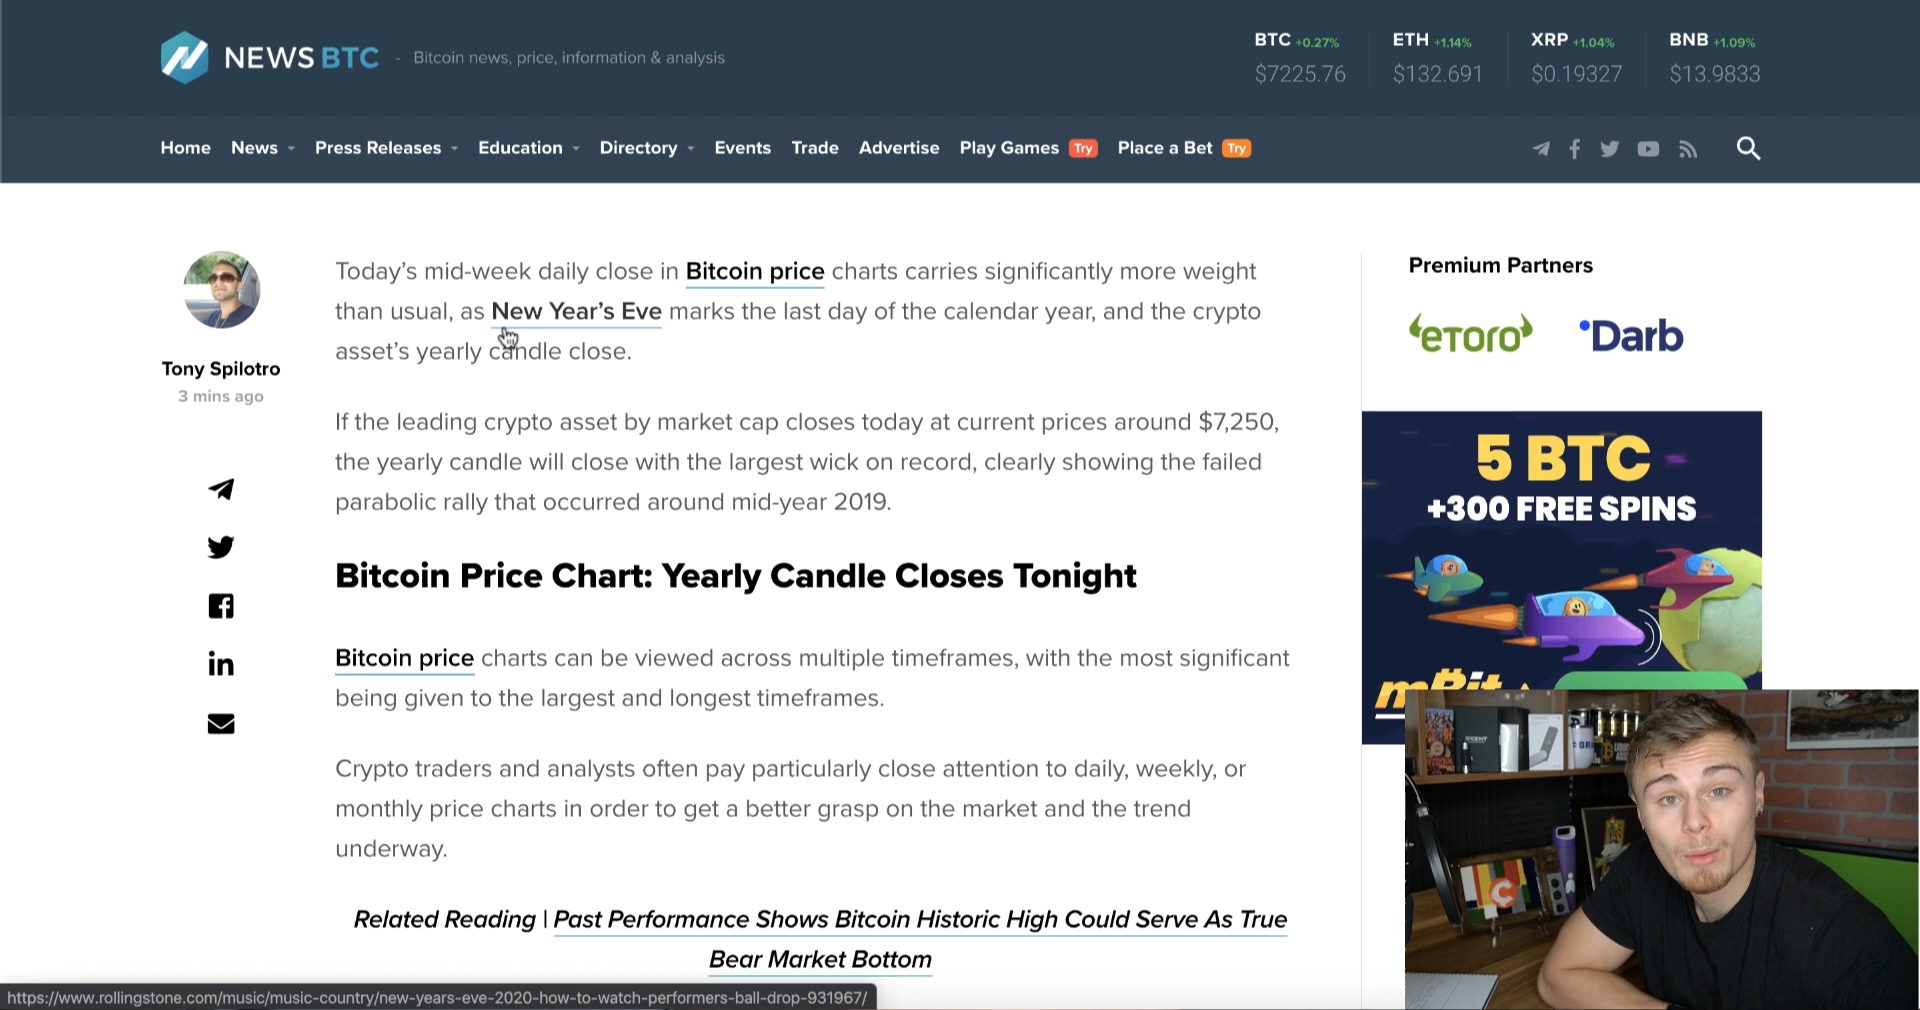 NEWSBTC - Bitcoin news, price, information & analysis
BTC +0.27% ETH +1.14% XRP +1.04% BNB +1.09%
$7225.76 $132.691 $0.19327 $13.9833
Home News Press Releases Education Directory Events Trade Advertise Play Games Try Place a Bet Try
Today’s mid-week daily close in Bitcoin price charts carries significantly more weight
than usual, as New Year’s Eve marks the last day of the calendar year, and the crypto
asset’s yearly candle close.
Tony Spilotro
3 mins ago
If the leading crypto asset by market cap closes today at current prices around $7,250,
the yearly candle will close with the largest wick on record, clearly showing the failed
parabolic rally that occurred around mid-year 2019.
Bitcoin Price Chart: Yearly Candle Closes Tonight
Bitcoin price charts can be viewed across multiple timeframes, with the most significant
being given to the largest and longest timeframes.
Crypto traders and analysts often pay particularly close attention to daily, weekly, or
monthly price charts in order to get a better grasp on the market and the trend
underway.
Related Reading | Past Performance Shows Bitcoin Historic High Could Serve As True
Bear Market Bottom
Premium Partners
eToro Darb
5 BTC
+300 FREE SPINS
https://www.rollingstone.com/music/music-country/new-years-eve-2020-how-to-watch-performers-ball-drop-931967/